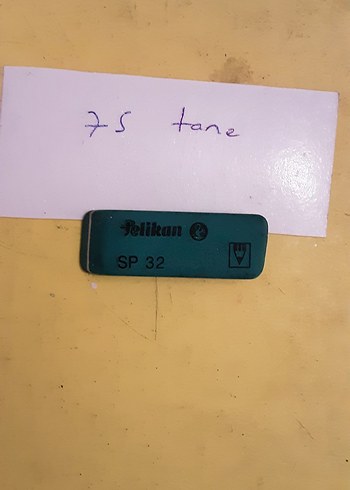 75 tane
Pelikan
SP 32